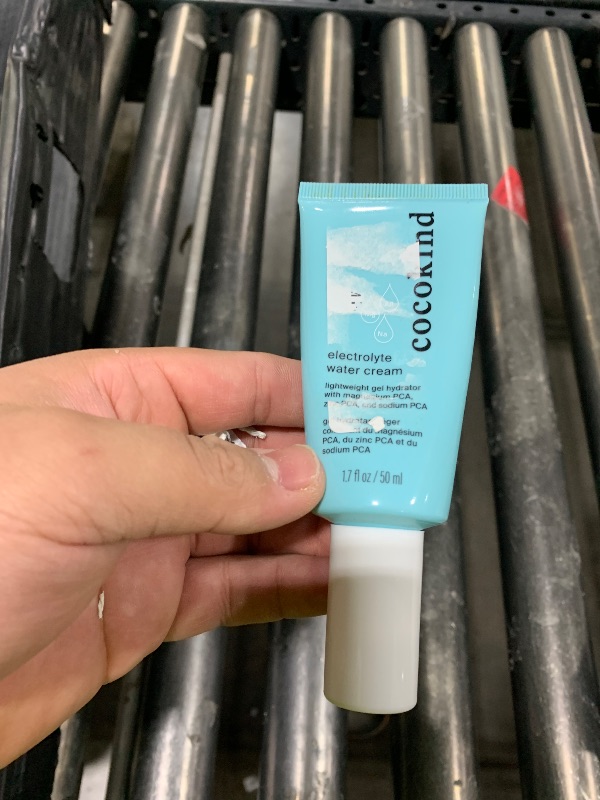 cocokind
Na
electrolyte
water cream
lightweight gel hydrator
with magnesium PCA,
zinc PCA, and sodium PCA
PCA, du zinc PCA et du
sodium PCA
1.7 fl oz / 50 ml